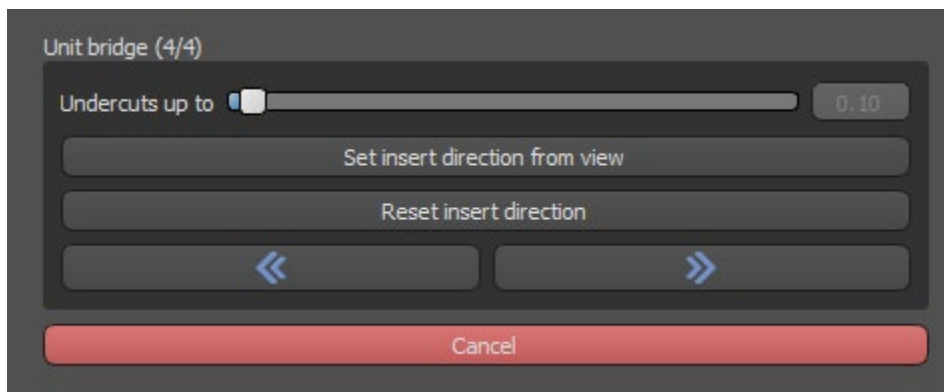 Unit bridge (4/4)
Undercuts up to 0.10
Set insert direction from view
Reset insert direction
Cancel